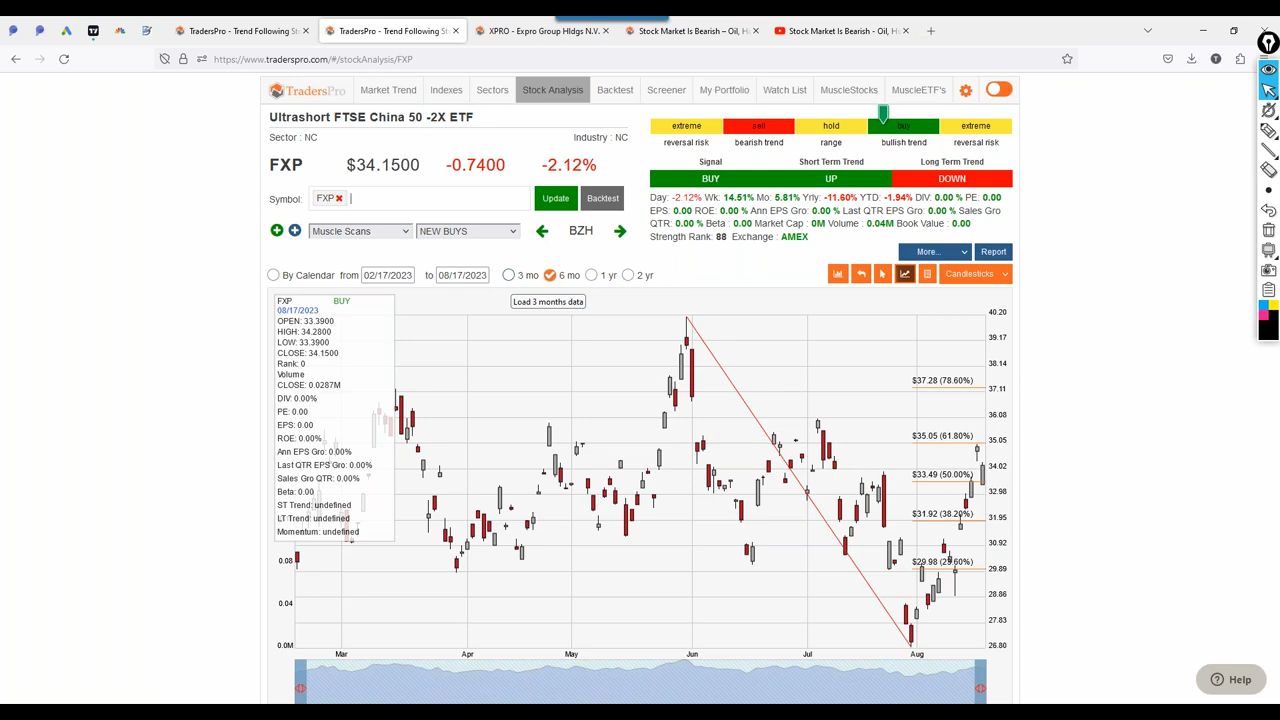 TradersPro - Trend Following St
TradersPro - Trend Following St
XPRO - Expro Group Hldgs N.V.
Stock Market Is Bearish – Oil, H
Stock Market Is Bearish - Oil, H
https://www.traderspro.com/#/stockAnalysis/FXP
TradersPro
Market Trend
Indexes
Sectors
Stock Analysis
Backtest
Screener
My Portfolio
Watch List
MuscleStocks
MuscleETF's
Ultrashort FTSE China 50 -2X ETF
Sector : NC
Industry : NC
FXP $34.1500 -0.7400 -2.12%
Symbol: FXP Update Backtest
Muscle Scans NEW BUYS BZH
extreme sell hold buy extreme
reversal risk bearish trend range bullish trend reversal risk
Signal Short Term Trend Long Term Trend
BUY UP DOWN
Day: -2.12% Wk: 14.51% Mo: 5.81% Yrly: -11.60% YTD: -1.94% DIV: 0.00% PE: 0.00
EPS: 0.00 ROE: 0.00 % Ann EPS Gro: 0.00 % Last QTR EPS Gro: 0.00 % Sales Gro
QTR: 0.00 % Beta : 0.00 Market Cap : 0M Volume : 0.04M Book Value : 0.00
Strength Rank: 88 Exchange : AMEX
More... Report
By Calendar from 02/17/2023 to 08/17/2023 3 mo 6 mo 1 yr 2 yr
Candlesticks
Load 3 months data
FXP BUY
08/17/2023
OPEN: 33.3900
HIGH: 34.2800
LOW: 33.3900
CLOSE: 34.1500
Rank: 0
Volume
CLOSE: 0.0287M
DIV: 0.00%
PE: 0.00
EPS: 0.00
ROE: 0.00%
Ann EPS Gro: 0.00%
Last QTR EPS Gro: 0.00%
Sales Gro QTR: 0.00%
Beta: 0.00
ST Trend: undefined
LT Trend: undefined
Momentum: undefined
0.08
0.04
0.0M
$37.28 (78.60%)
$35.05 (61.80%)
$33.49 (50.00%)
$31.92 (38.20%)
$29.98 (23.60%)
40.20
39.17
38.14
37.11
36.08
35.05
34.02
32.98
31.95
30.92
29.89
28.86
27.83
26.80
Mar Apr May Jun Jul Aug
Help